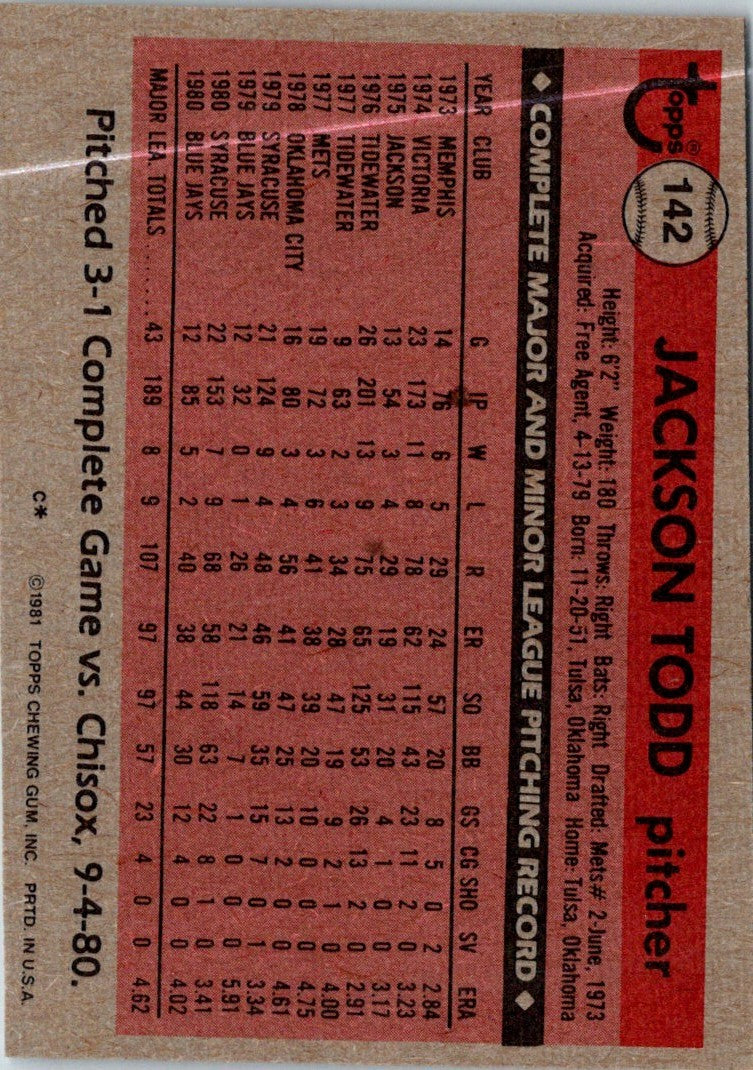 Topps® 142 JACKSON TODD pitcher
Height: 6'2" Weight: 180 Throws: Right Bats: Right Drafted: Mets # 2-June, 1973
Acquired: Free Agent, 4-13-79 Born: 11-20-51, Tulsa, Oklahoma Home: Tulsa, Oklahoma
◆ COMPLETE MAJOR AND MINOR LEAGUE PITCHING RECORD ◆
YEAR CLUB G IP W L R ER SO BB GS CG SHO SV ERA
1973 MEMPHIS 14 76 6 5 29 24 57 20 8 5 0 2 2.84
1974 VICTORIA 23 173 11 8 78 62 115 43 23 11 2 0 3.23
1975 JACKSON 13 54 3 4 29 19 31 20 4 1 0 0 3.17
1976 TIDEWATER 26 201 13 9 75 65 125 53 26 13 2 0 2.91
1977 TIDEWATER 9 63 2 3 34 28 47 19 9 2 1 0 4.00
1977 METS 19 72 3 6 41 38 39 20 10 0 0 0 4.75
1978 OKLAHOMA CITY 16 80 3 4 56 41 47 25 13 2 0 0 4.61
1979 SYRACUSE 21 124 9 4 48 46 59 35 15 7 0 1 3.34
1979 BLUE JAYS 12 32 0 1 26 21 14 7 1 0 0 0 5.91
1980 SYRACUSE 22 153 7 9 68 58 118 63 22 8 1 0 3.41
1980 BLUE JAYS 12 85 5 2 40 38 44 30 12 4 0 0 4.02
MAJOR LEA. TOTALS ........ 43 189 8 9 107 97 97 57 23 4 0 0 4.62
Pitched 3-1 Complete Game vs. Chisox, 9-4-80.
C* ©1981 TOPPS CHEWING GUM, INC. PRTD. IN U.S.A.